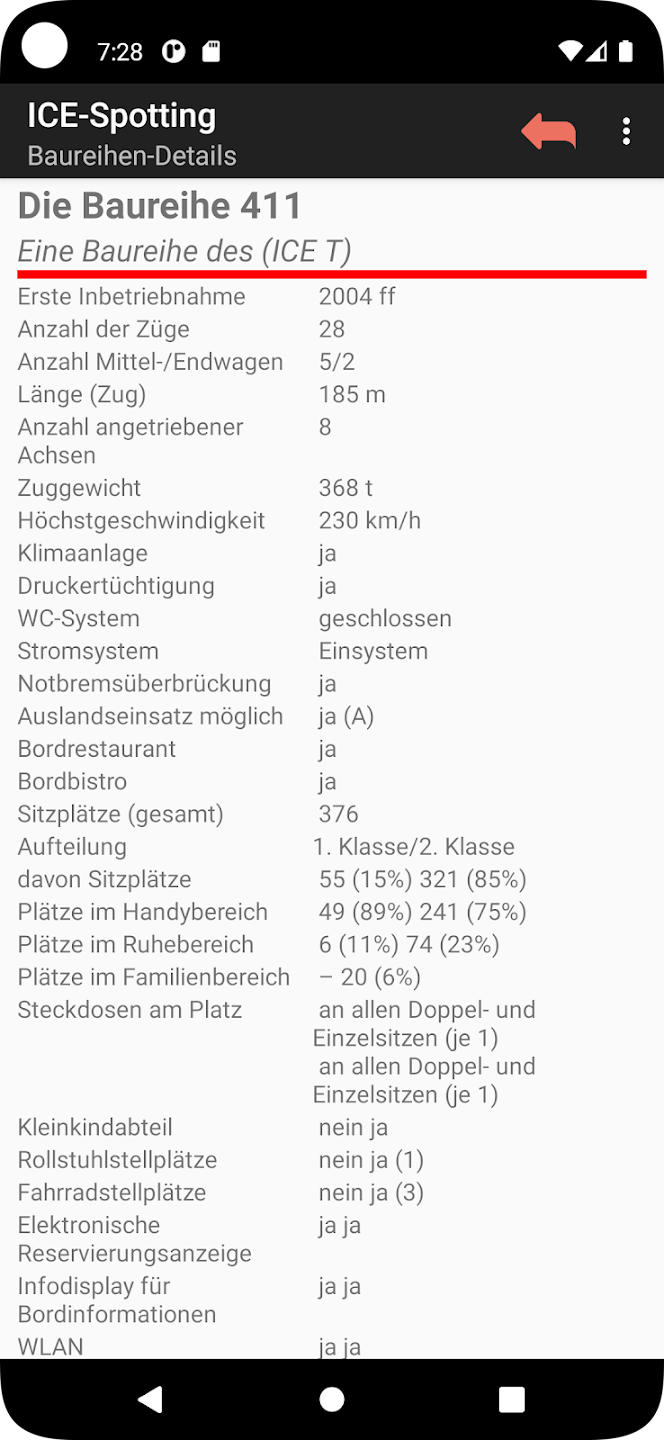 7:28
ICE-Spotting
Baureihen-Details
Die Baureihe 411
Eine Baureihe des (ICE T)
Erste Inbetriebnahme 2004 ff
Anzahl der Züge 28
Anzahl Mittel-/Endwagen 5/2
Länge (Zug) 185 m
Anzahl angetriebener 8
Achsen
Zuggewicht 368 t
Höchstgeschwindigkeit 230 km/h
Klimaanlage ja
Druckertüchtigung ja
WC-System geschlossen
Stromsystem Einsystem
Notbremsüberbrückung ja
Auslandseinsatz möglich ja (A)
Bordrestaurant ja
Bordbistro ja
Sitzplätze (gesamt) 376
Aufteilung 1. Klasse/2. Klasse
davon Sitzplätze 55 (15%) 321 (85%)
Plätze im Handybereich 49 (89%) 241 (75%)
Plätze im Ruhebereich 6 (11%) 74 (23%)
Plätze im Familienbereich – 20 (6%)
Steckdosen am Platz an allen Doppel- und
Einzelsitzen (je 1)
an allen Doppel- und
Einzelsitzen (je 1)
Kleinkindabteil nein ja
Rollstuhlstellplätze nein ja (1)
Fahrradstellplätze nein ja (3)
Elektronische ja ja
Reservierungsanzeige
Infodisplay für ja ja
Bordinformationen
WLAN ja ja